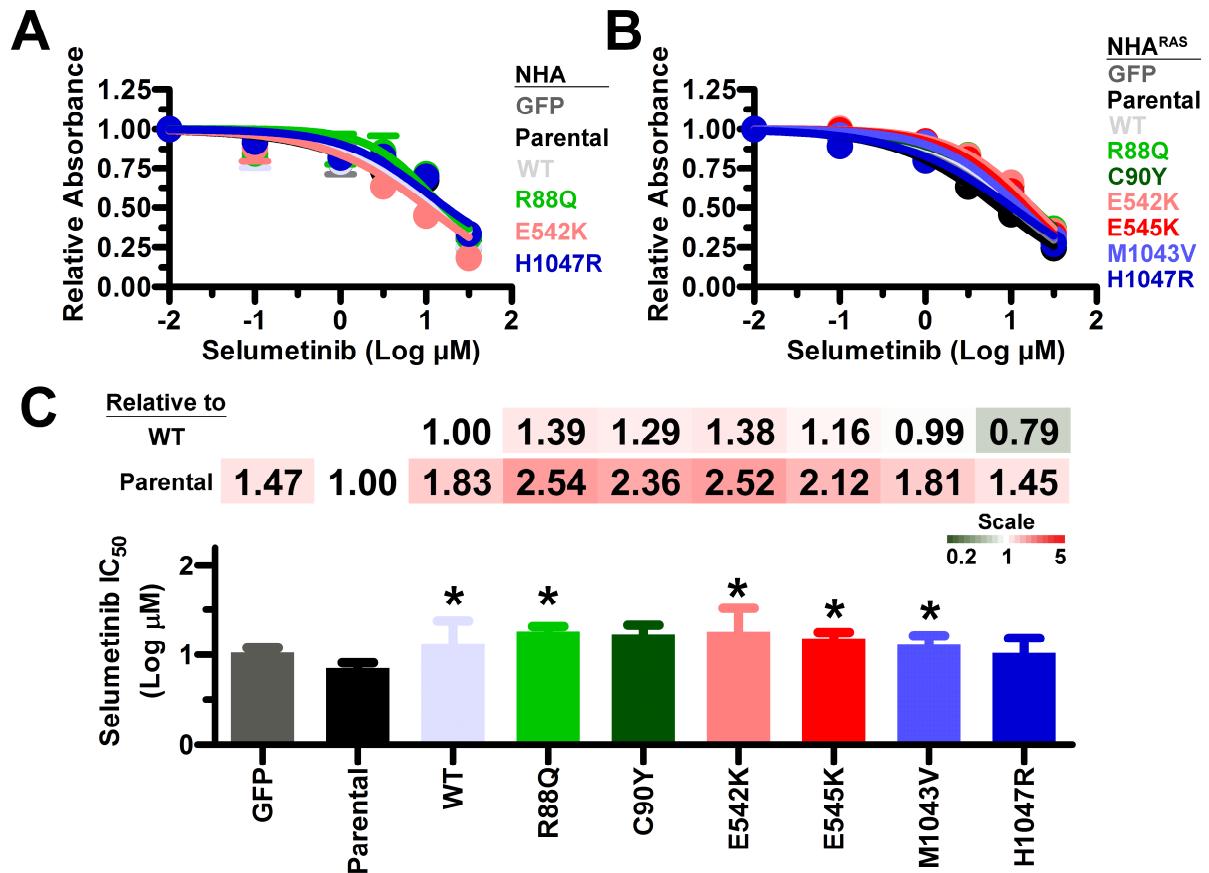 A
Relative Absorbance
1.25
1.00
0.75
0.50
0.25
0.00
-2
-1
0
1
2
Selumetinib (Log µM)
NHA
GFP
Parental
WT
R88Q
E542K
H1047R
B
Relative Absorbance
1.25
1.00
0.75
0.50
0.25
0.00
-2
-1
0
1
2
Selumetinib (Log µM)
NHARAS
GFP
Parental
WT
R88Q
C90Y
E542K
E545K
M1043V
H1047R
C
Relative to
WT 1.00 1.39 1.29 1.38 1.16 0.99 0.79
Parental 1.47 1.00 1.83 2.54 2.36 2.52 2.12 1.81 1.45
Scale
0.2 1 5
Selumetinib IC50
(Log µM)
2
1
0
* * * * *
GFP
Parental
WT
R88Q
C90Y
E542K
E545K
M1043V
H1047R